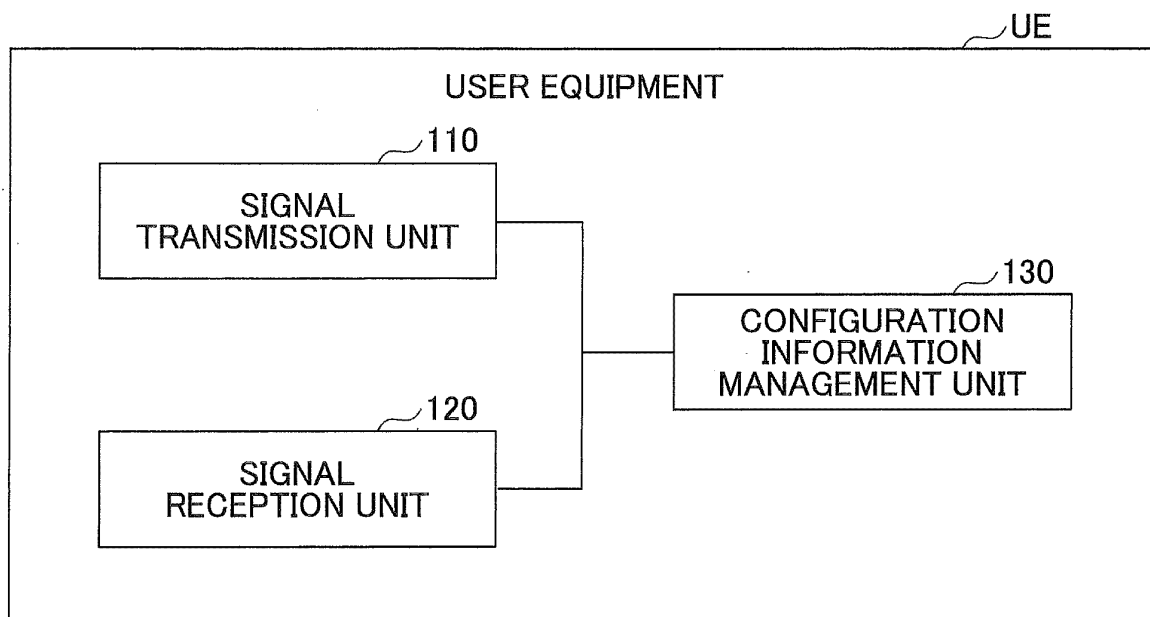 UE
USER EQUIPMENT
110
SIGNAL
TRANSMISSION UNIT
130
CONFIGURATION
INFORMATION
MANAGEMENT UNIT
120
SIGNAL
RECEPTION UNIT